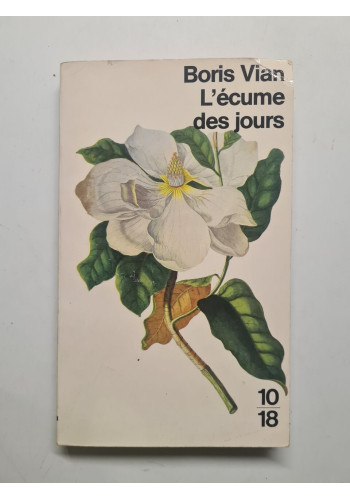 Boris Vian
L'écume
des jours
10
18